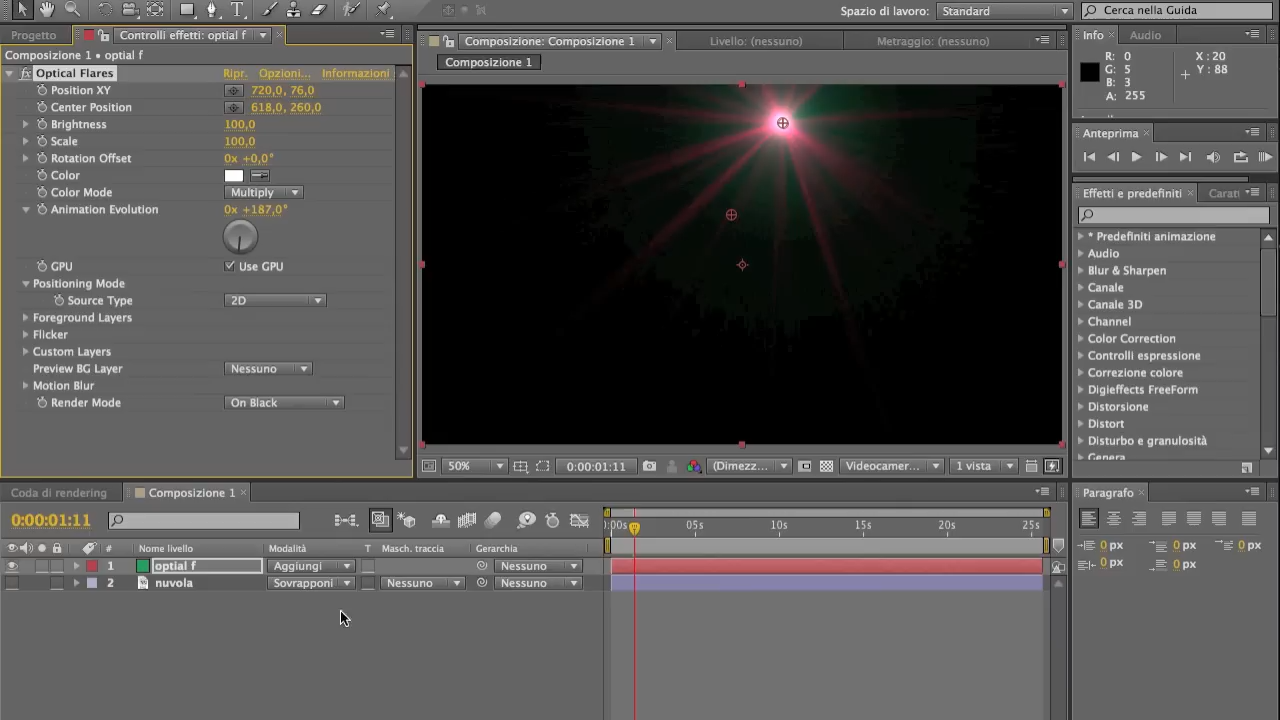 Spazio di lavoro: Standard
Cerca nella Guida
Progetto
Controlli effetti: optial f
Composizione 1 • optial f
Optical Flares Ripr. Opzioni... Informazioni
Position XY 720,0, 76,0
Center Position 618,0, 260,0
Brightness 100,0
Scale 100,0
Rotation Offset 0x +0,0°
Color
Color Mode Multiply
Animation Evolution 0x +187,0°
GPU Use GPU
Positioning Mode
Source Type 2D
Foreground Layers
Flicker
Custom Layers
Preview BG Layer Nessuno
Motion Blur
Render Mode On Black
Composizione: Composizione 1
Livello: (nessuno)
Metraggio: (nessuno)
Composizione 1
50% 0:00:01:11 (Dimezz... Videocamer... 1 vista
Info Audio
R: 0
G: 5
B: 3
A: 255
X : 20
Y : 88
Anteprima
Effetti e predefiniti Carat
* Predefiniti animazione
Audio
Blur & Sharpen
Canale
Canale 3D
Channel
Color Correction
Controlli espressione
Correzione colore
Digieffects FreeForm
Distorsione
Distort
Disturbo e granulosità
Genera
Coda di rendering
Composizione 1
0:00:01:11
# Nome livello Modalità T Masch. traccia Gerarchia
1 optial f Aggiungi Nessuno
2 nuvola Sovrapponi Nessuno Nessuno
):00s 05s 10s 15s 20s 25s
Paragrafo
0 px 0 px 0 px
0 px 0 px